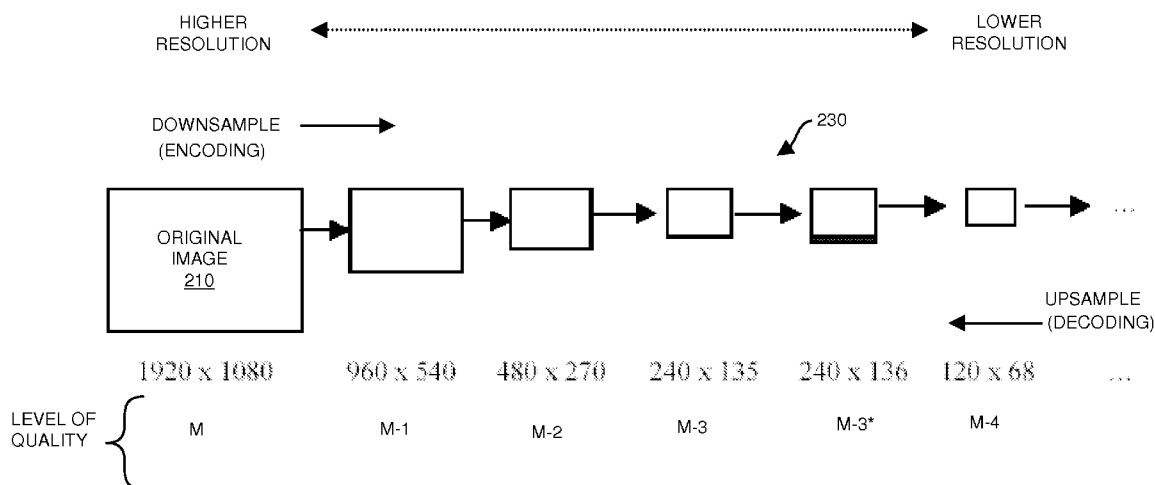 HIGHER
RESOLUTION
LOWER
RESOLUTION
DOWNSAMPLE
(ENCODING)
230
ORIGINAL
IMAGE
210
...
UPSAMPLE
(DECODING)
1920 x 1080
960 x 540
480 x 270
240 x 135
240 x 136
120 x 68
...
LEVEL OF
QUALITY
M
M-1
M-2
M-3
M-3*
M-4